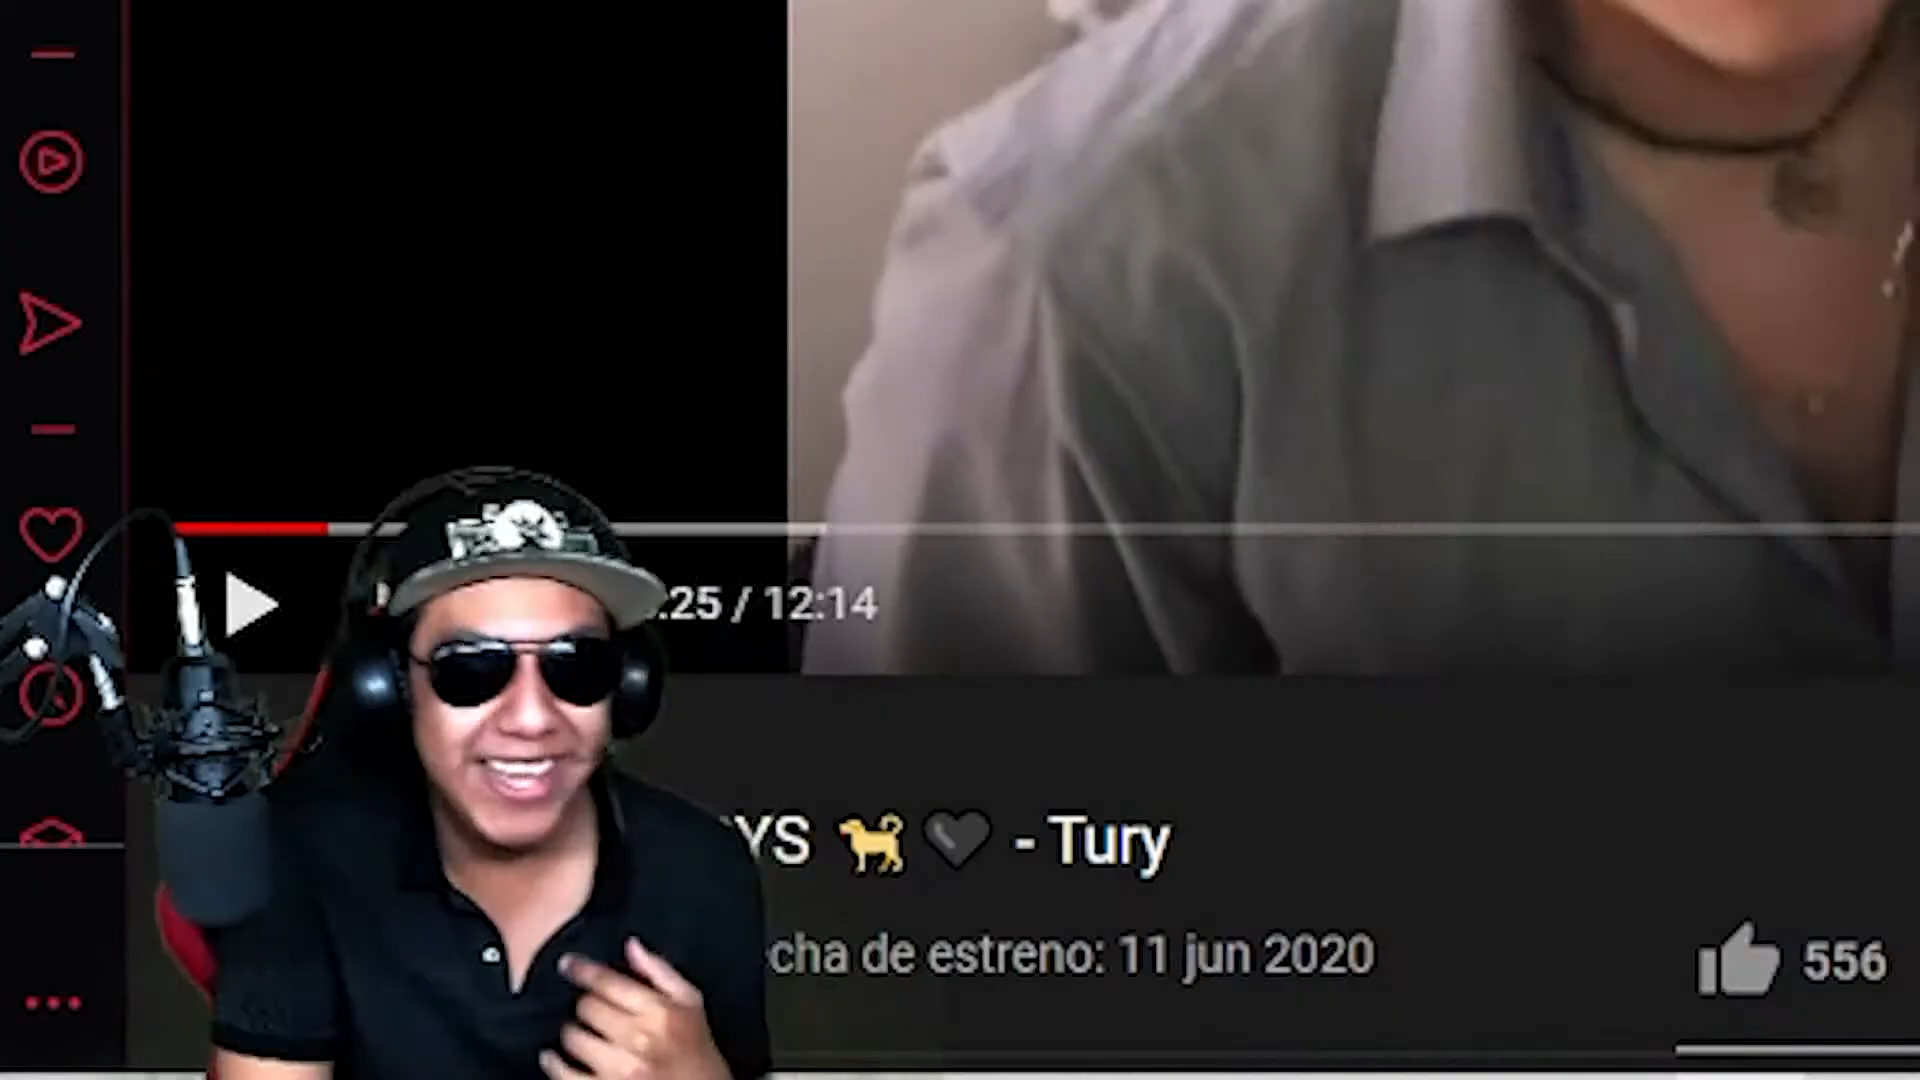 :25 / 12:14
YS 🐕 🖤 - Tury
cha de estreno: 11 jun 2020
556